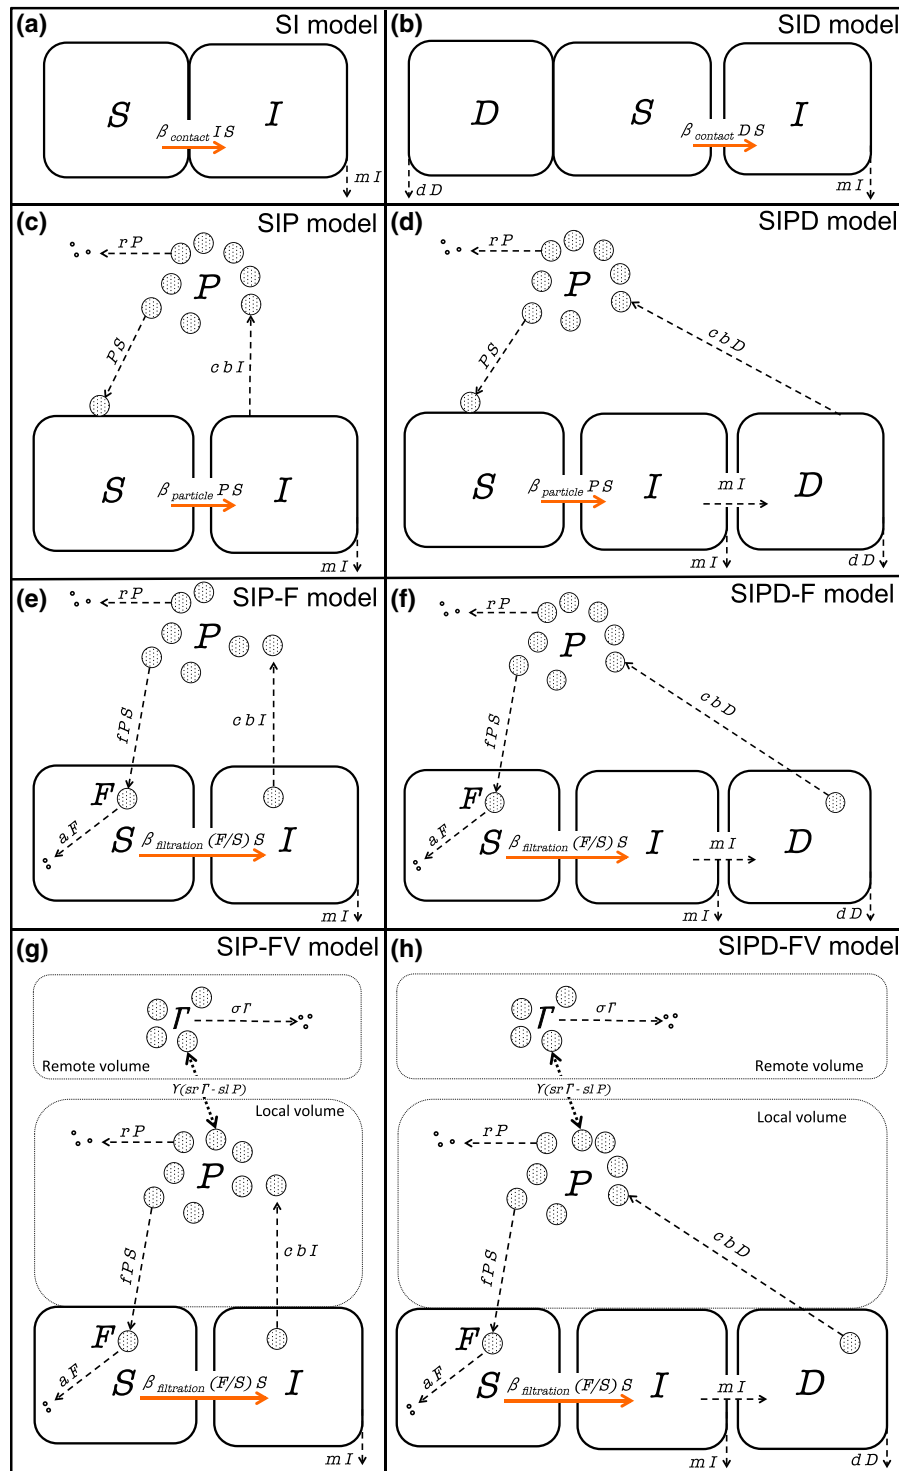 (a) SI model
S I
β contact I S
m I
(b) SID model
D S I
β contact D S
d D
m I
(c) SIP model
r P
P
P S
c b I
S I
β particle P S
m I
(d) SIPD model
r P
P
P S
c b D
S I D
β particle P S
m I
m I
d D
(e) SIP-F model
r P
P
f P S
c b I
F
a F
S I
β filtration (F/S) S
m I
(f) SIPD-F model
r P
P
f P S
c b D
F
a F
S I D
β filtration (F/S) S
m I
m I
d D
(g) SIP-FV model
Γ
σ Γ
Remote volume
γ(sr Γ - sl P)
Local volume
r P
P
f P S
c b I
F
a F
S I
β filtration (F/S) S
m I
(h) SIPD-FV model
Γ
σ Γ
Remote volume
γ(sr Γ - sl P)
Local volume
r P
P
f P S
c b D
F
a F
S I D
β filtration (F/S) S
m I
m I
d D